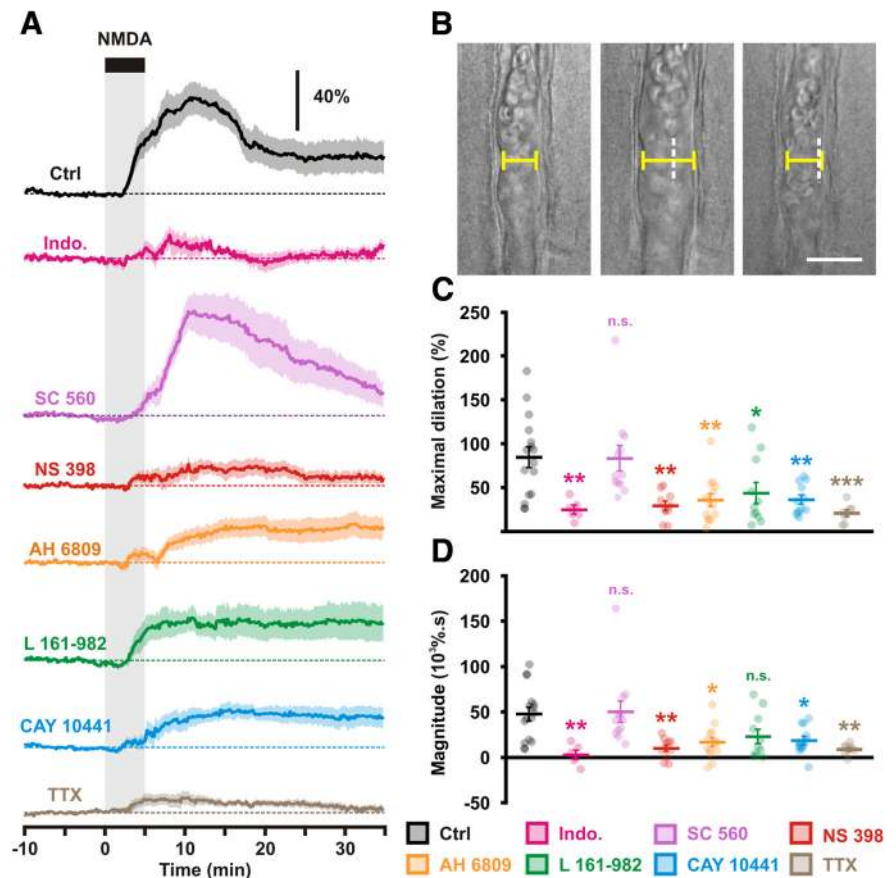 A
NMDA
40%
Ctrl
Indo.
SC 560
NS 398
AH 6809
L 161-982
CAY 10441
TTX
-10 0 10 20 30
Time (min)
B
C
Maximal dilation (%)
250
200
150
100
50
n.s.
**
**
**
*
**
***
D
Magnitude (10³%.s)
200
150
100
50
0
-50
n.s.
**
**
*
n.s.
*
**
Ctrl Indo. SC 560 NS 398
AH 6809 L 161-982 CAY 10441 TTX